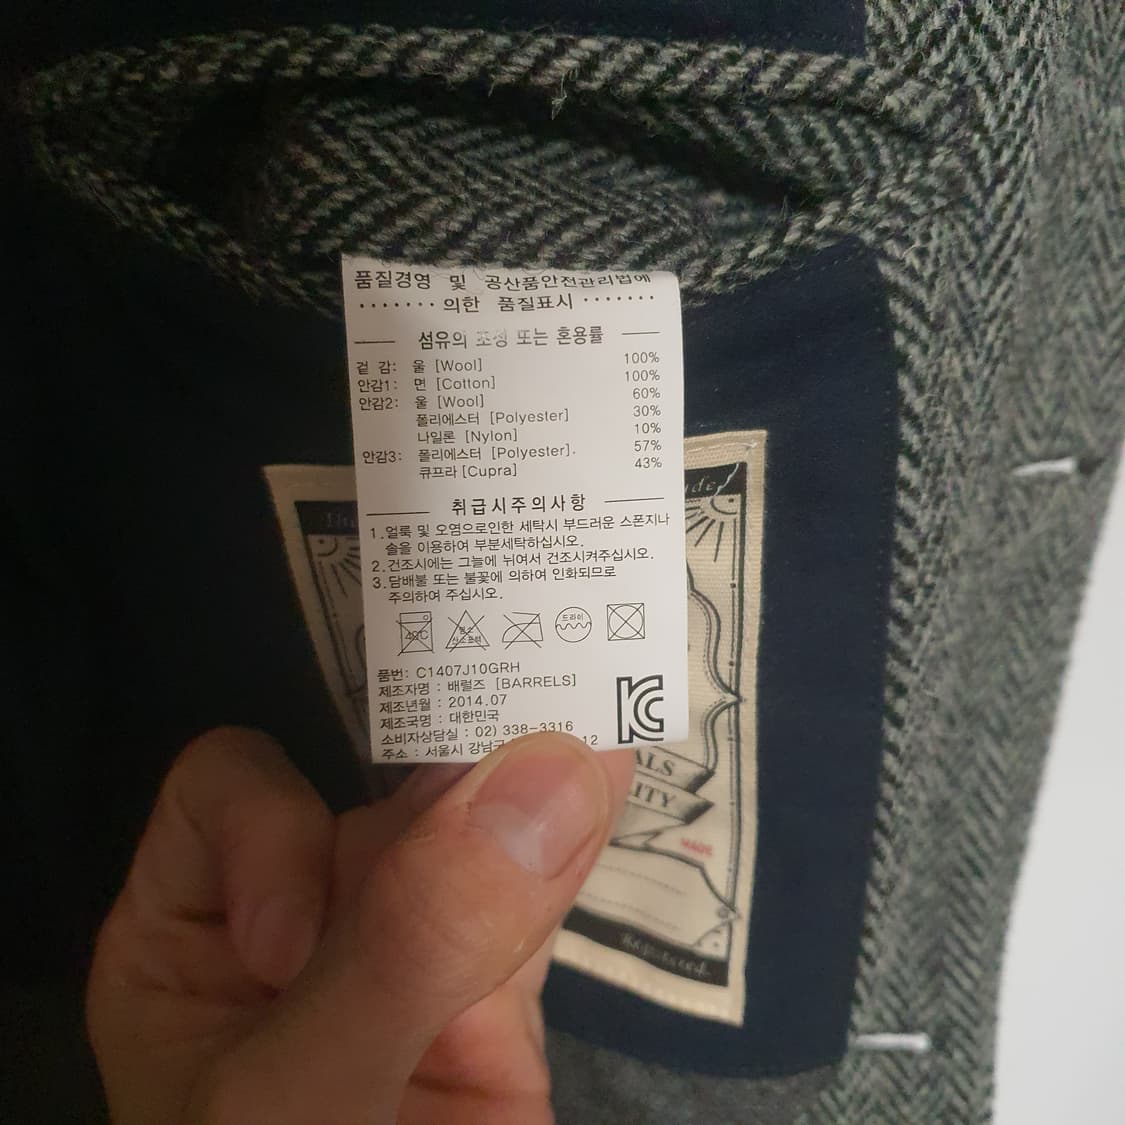 품질경영 및 공산품안전관리법에
······· 의한 품질표시 ·······
섬유의 조성 또는 혼용률
겉 감: 울 [Wool] 100%
안감1: 면 [Cotton] 100%
안감2: 울 [Wool] 60%
폴리에스터 [Polyester] 30%
나일론 [Nylon] 10%
안감3: 폴리에스터 [Polyester]. 57%
큐프라 [Cupra] 43%
취급시주의사항
1.얼룩 및 오염으로인한 세탁시 부드러운 스폰지나
솔을 이용하여 부분세탁하십시오.
2.건조시에는 그늘에 뉘여서 건조시켜주십시오.
3.담배불 또는 불꽃에 의하여 인화되므로
주의하여 주십시오.
40℃
드라이
품번: C1407J10GRH
제조자명 : 배럴즈 [BARRELS]
제조년월 : 2014.07
제조국명 : 대한민국
소비자상담실 : 02) 338-3316
주소 : 서울시 강남구 12
KC
ALS
ITY